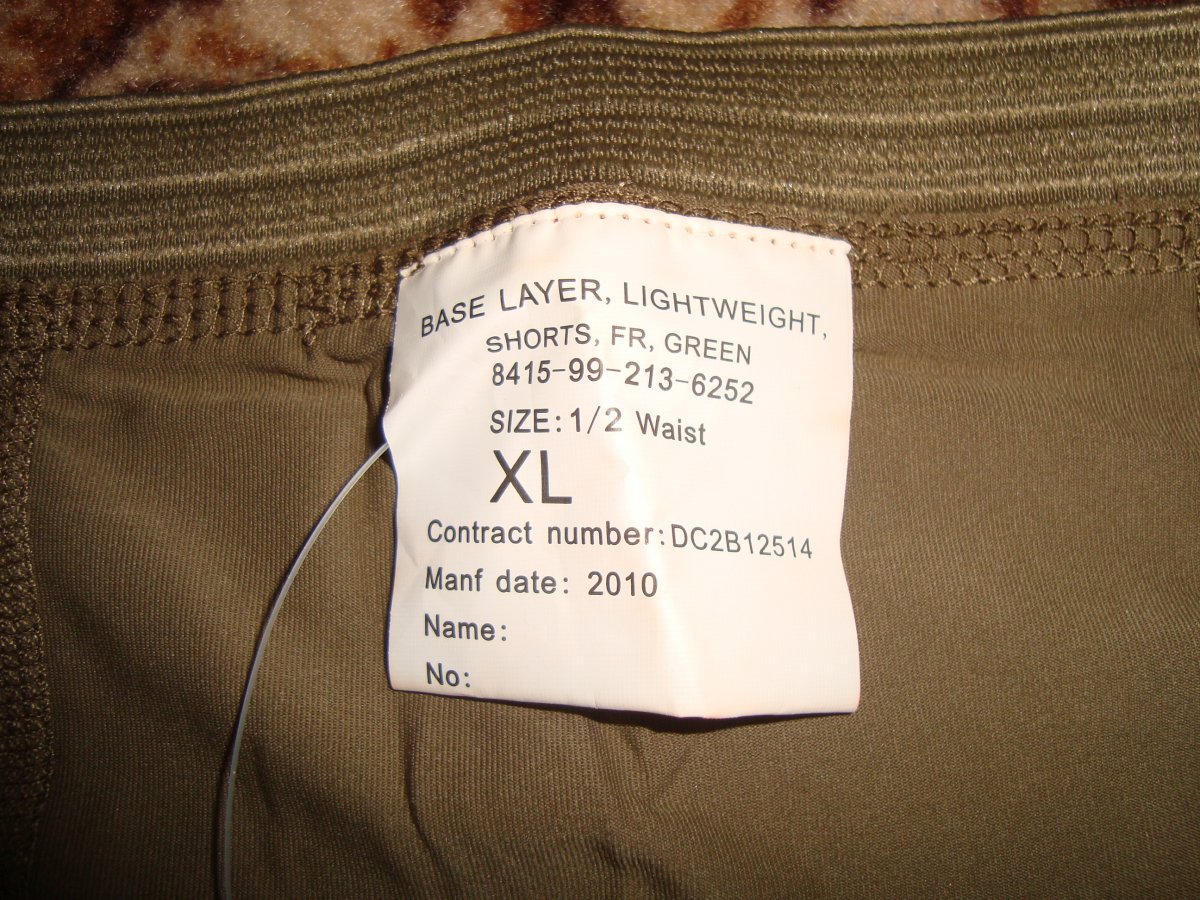 BASE LAYER, LIGHTWEIGHT,
SHORTS, FR, GREEN
8415-99-213-6252
SIZE: 1/2 Waist
XL
Contract number: DC2B12514
Manf date: 2010
Name:
No: